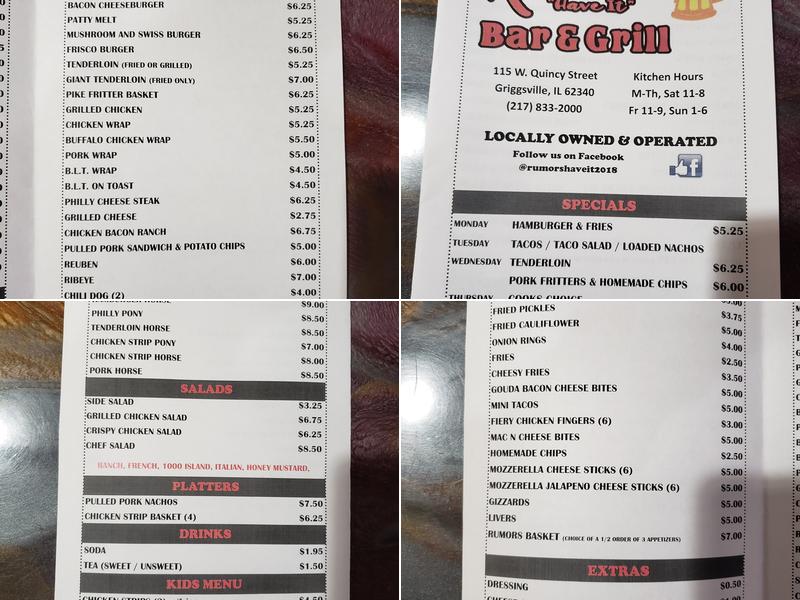 BACON CHEESEBURGER $6.25
PATTY MELT $5.25
MUSHROOM AND SWISS BURGER $6.25
FRISCO BURGER $6.50
TENDERLOIN (FRIED OR GRILLED) $5.25
GIANT TENDERLOIN (FRIED ONLY) $7.00
PIKE FRITTER BASKET $6.25
GRILLED CHICKEN $5.25
CHICKEN WRAP $5.25
BUFFALO CHICKEN WRAP $5.50
PORK WRAP $5.00
B.L.T. WRAP $4.50
B.L.T. ON TOAST $4.50
PHILLY CHEESE STEAK $6.25
GRILLED CHEESE $2.75
CHICKEN BACON RANCH $6.75
PULLED PORK SANDWICH & POTATO CHIPS $5.00
REUBEN $6.00
RIBEYE $7.00
CHILI DOG (2) $4.00
"Have It"
Bar & Grill
115 W. Quincy Street
Griggsville, IL 62340
(217) 833-2000
Kitchen Hours
M-Th, Sat 11-8
Fr 11-9, Sun 1-6
LOCALLY OWNED & OPERATED
Follow us on Facebook
@rumorshaveit2018
f
SPECIALS
MONDAY HAMBURGER & FRIES $5.25
TUESDAY TACOS / TACO SALAD / LOADED NACHOS
WEDNESDAY TENDERLOIN $6.25
PORK FRITTERS & HOMEMADE CHIPS $6.00
THURSDAY COOKS CHOICE
HORSE $9.00
PHILLY PONY $8.50
TENDERLOIN HORSE $8.50
CHICKEN STRIP PONY $7.00
CHICKEN STRIP HORSE $8.00
PORK HORSE $8.50
SALADS
SIDE SALAD $3.25
GRILLED CHICKEN SALAD $6.75
CRISPY CHICKEN SALAD $6.25
CHEF SALAD $8.50
RANCH, FRENCH, 1000 ISLAND, ITALIAN, HONEY MUSTARD,
PLATTERS
PULLED PORK NACHOS $7.50
CHICKEN STRIP BASKET (4) $6.25
DRINKS
SODA $1.95
TEA (SWEET / UNSWEET) $1.50
KIDS MENU
CHICKEN STRIPS $4.50
FRIED PICKLES $3.75
FRIED CAULIFLOWER $5.00
ONION RINGS $4.00
FRIES $2.50
CHEESY FRIES $3.50
GOUDA BACON CHEESE BITES $5.00
MINI TACOS $5.00
FIERY CHICKEN FINGERS (6) $3.00
MAC N CHEESE BITES $5.00
HOMEMADE CHIPS $2.50
MOZZERELLA CHEESE STICKS (6) $5.00
MOZZERELLA JALAPENO CHEESE STICKS (6) $5.00
GIZZARDS $5.00
LIVERS $5.00
RUMORS BASKET (CHOICE OF A 1/2 ORDER OF 3 APPETIZERS) $7.00
EXTRAS
DRESSING $0.50